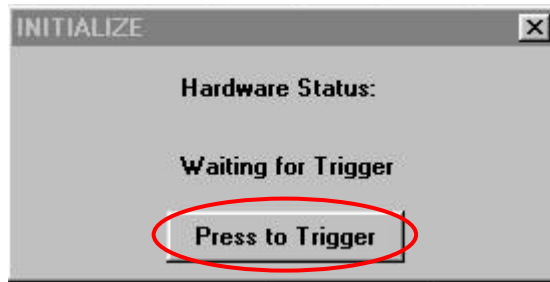 INITIALIZE
Hardware Status:
Waiting for Trigger
Press to Trigger